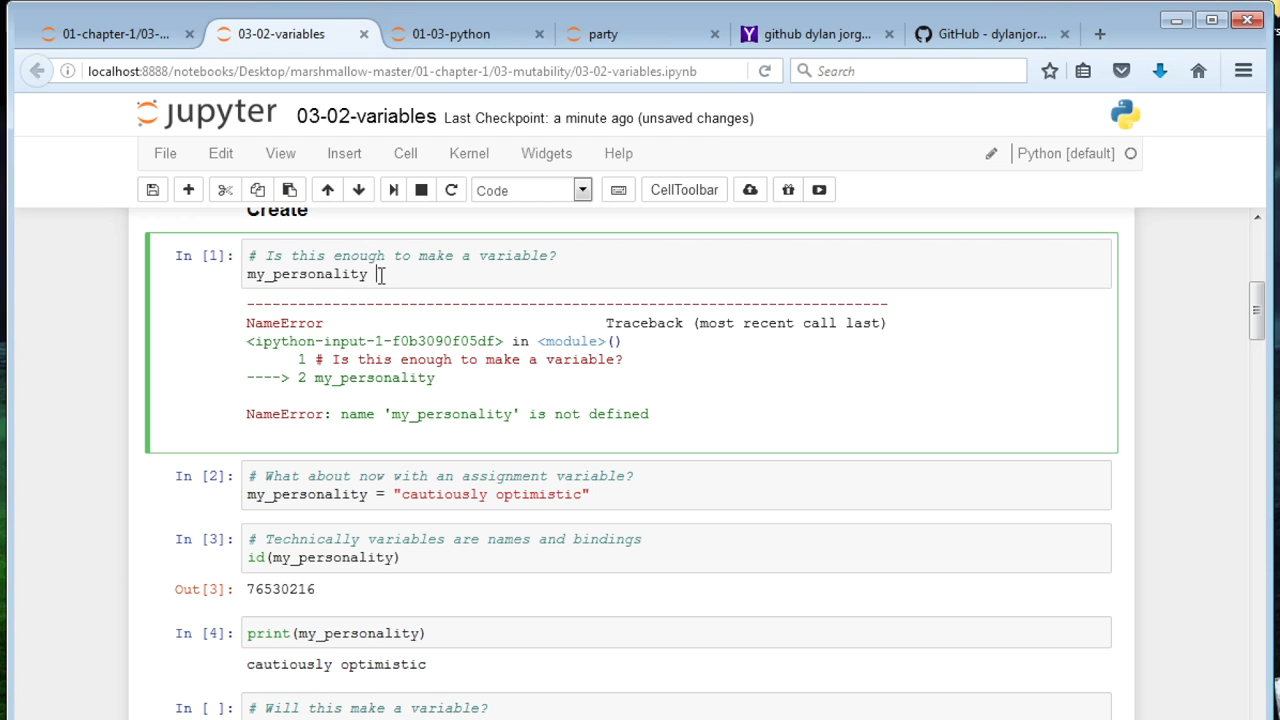 01-chapter-1/03-...
03-02-variables
01-03-python
party
github dylan jorg...
GitHub - dylanjor...
localhost:8888/notebooks/Desktop/marshmallow-master/01-chapter-1/03-mutability/03-02-variables.ipynb
Search
jupyter 03-02-variables Last Checkpoint: a minute ago (unsaved changes)
File Edit View Insert Cell Kernel Widgets Help
Python [default]
Code
CellToolbar
Create
In [1]: # Is this enough to make a variable?
my_personality
---------------------------------------------------------------------------
NameError Traceback (most recent call last)
<ipython-input-1-f0b3090f05df> in <module>()
1 # Is this enough to make a variable?
----> 2 my_personality
NameError: name 'my_personality' is not defined
In [2]: # What about now with an assignment variable?
my_personality = "cautiously optimistic"
In [3]: # Technically variables are names and bindings
id(my_personality)
Out[3]: 76530216
In [4]: print(my_personality)
cautiously optimistic
In [ ]: # Will this make a variable?